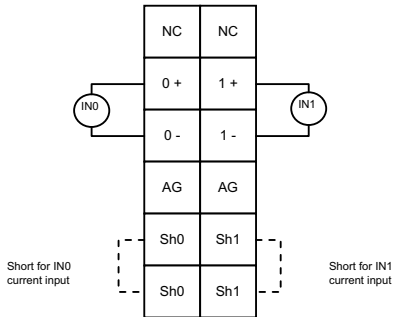 NC NC
0 + 1 +
IN0 IN1
0 - 1 -
AG AG
Sh0 Sh1
Short for IN0
current input
Short for IN1
current input
Sh0 Sh1